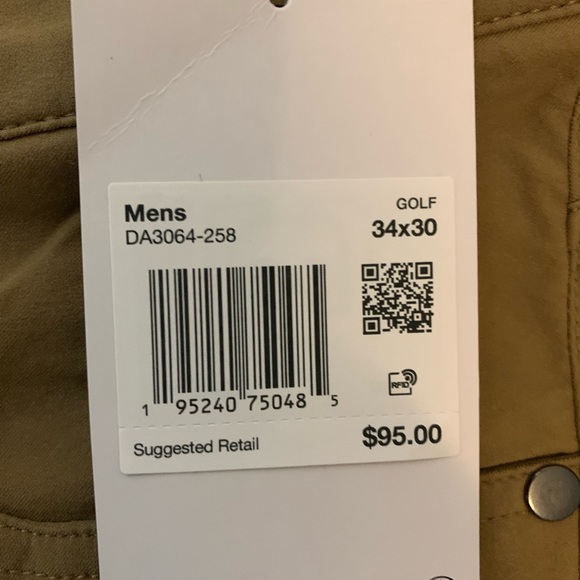 Mens
GOLF
DA3064-258
34x30
RFID
1 95240 75048 5
Suggested Retail
$95.00